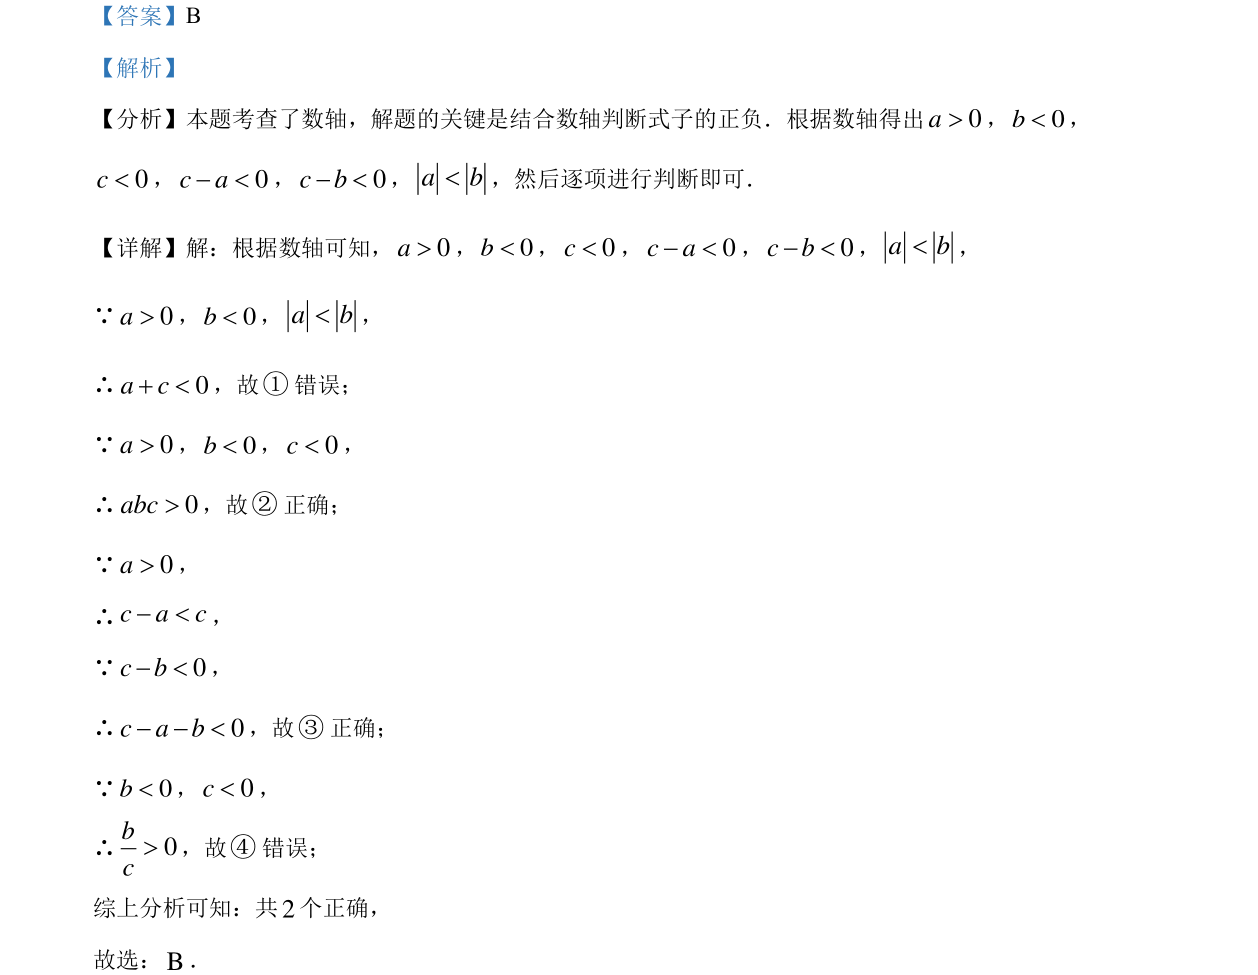 【答案】B
【解析】
【分析】本题考查了数轴，解题的关键是结合数轴判断式子的正负．根据数轴得出a>0，b<0，
c<0，c-a<0，c-b<0，|a|<|b|，然后逐项进行判断即可．
【详解】解：根据数轴可知，a>0，b<0，c<0，c-a<0，c-b<0，|a|<|b|，
∵a>0，b<0，|a|<|b|，
∴a+c<0，故①错误；
∵a>0，b<0，c<0，
∴abc>0，故②正确；
∵a>0，
∴c-a<c，
∵c-b<0，
∴c-a-b<0，故③正确；
∵b<0，c<0，
∴b/c>0，故④错误；
综上分析可知：共2个正确，
故选：B．